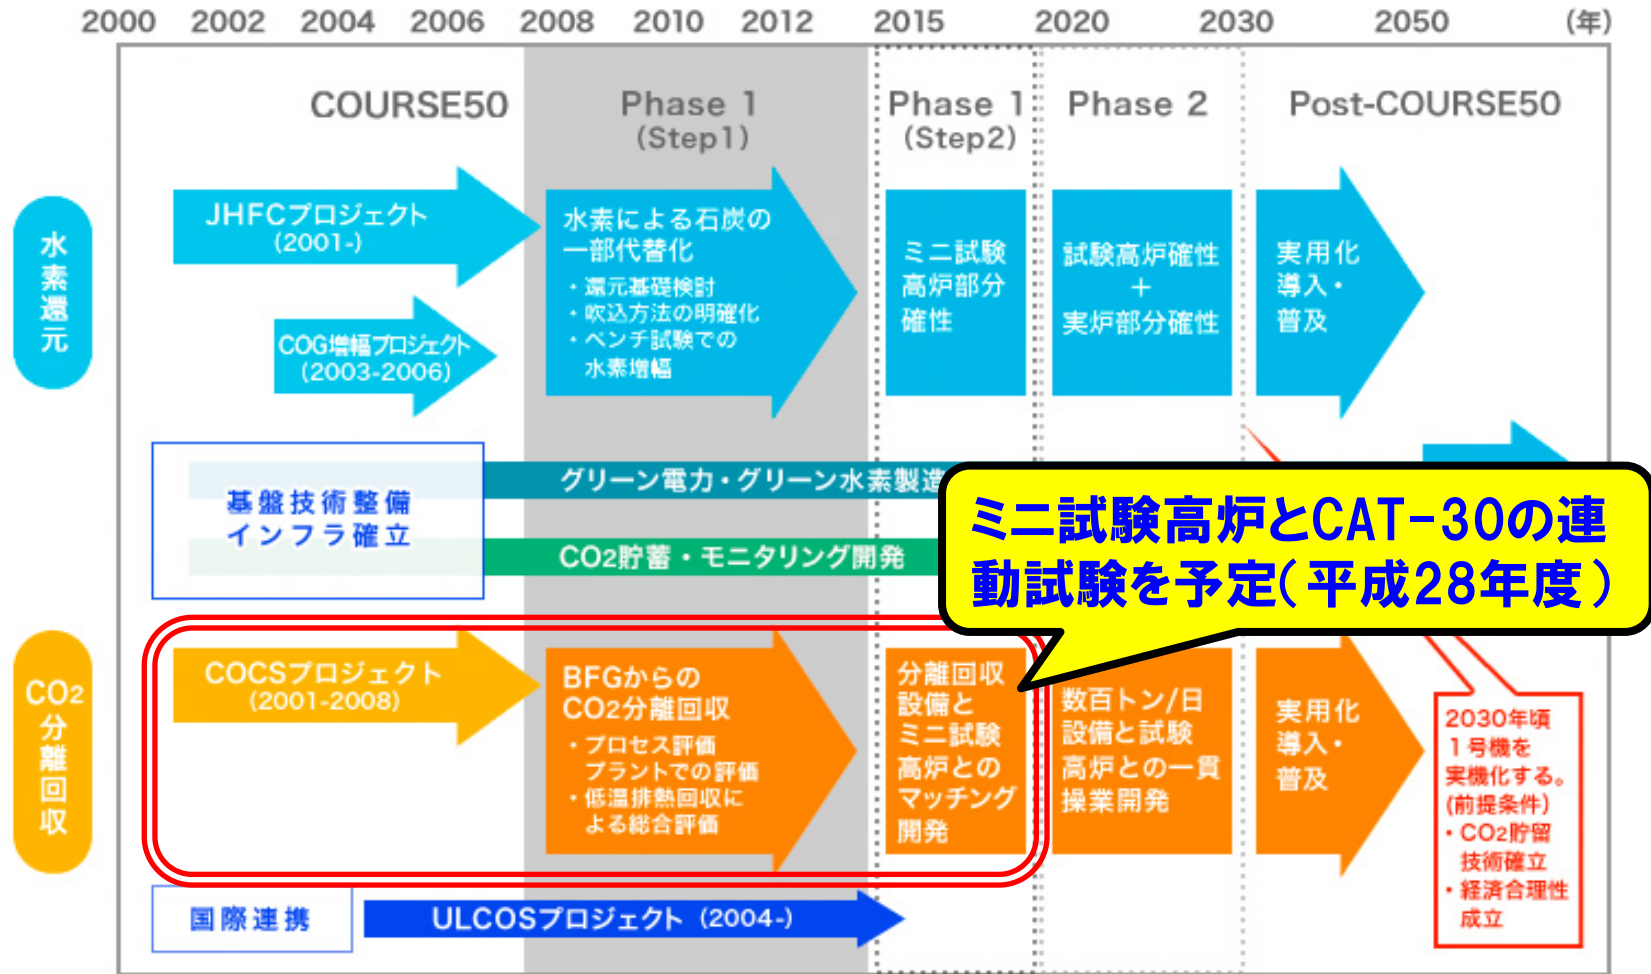 2000 2002 2004 2006 2008 2010 2012 2015 2020 2030 2050 (年)
COURSE50
Phase 1
(Step1)
Phase 1
(Step2)
Phase 2
Post-COURSE50
水素還元
JHFCプロジェクト
(2001-)
COG増幅プロジェクト
(2003-2006)
水素による石炭の
一部代替化
・還元基礎検討
・吹込方法の明確化
・ベンチ試験での
水素増幅
ミニ試験
高炉部分
確性
試験高炉確性
+
実炉部分確性
実用化
導入・
普及
基盤技術整備
インフラ確立
グリーン電力・グリーン水素製造
CO2貯蓄・モニタリング開発
ミニ試験高炉とCAT-30の連
動試験を予定(平成28年度)
CO2分離回収
COCSプロジェクト
(2001-2008)
BFGからの
CO2分離回収
・プロセス評価
プラントでの評価
・低温排熱回収に
よる総合評価
分離回収
設備と
ミニ試験
高炉との
マッチング
開発
数百トン/日
設備と試験
高炉との一貫
操業開発
実用化
導入・
普及
2030年頃
1号機を
実機化する。
(前提条件)
・CO2貯留
技術確立
・経済合理性
成立
国際連携
ULCOSプロジェクト (2004-)